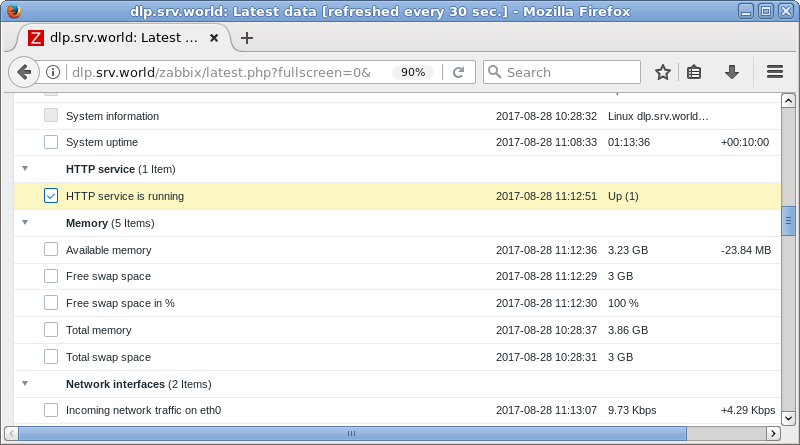 dlp.srv.world: Latest data [refreshed every 30 sec.] - Mozilla Firefox
Z dlp.srv.world: Latest ...
dlp.srv.world/zabbix/latest.php?fullscreen=0& 90% Search
System information 2017-08-28 10:28:32 Linux dlp.srv.world…
System uptime 2017-08-28 11:08:33 01:13:36 +00:10:00
HTTP service (1 Item)
HTTP service is running 2017-08-28 11:12:51 Up (1)
Memory (5 Items)
Available memory 2017-08-28 11:12:36 3.23 GB -23.84 MB
Free swap space 2017-08-28 11:12:29 3 GB
Free swap space in % 2017-08-28 11:12:30 100 %
Total memory 2017-08-28 10:28:37 3.86 GB
Total swap space 2017-08-28 10:28:31 3 GB
Network interfaces (2 Items)
Incoming network traffic on eth0 2017-08-28 11:13:07 9.73 Kbps +4.29 Kbps